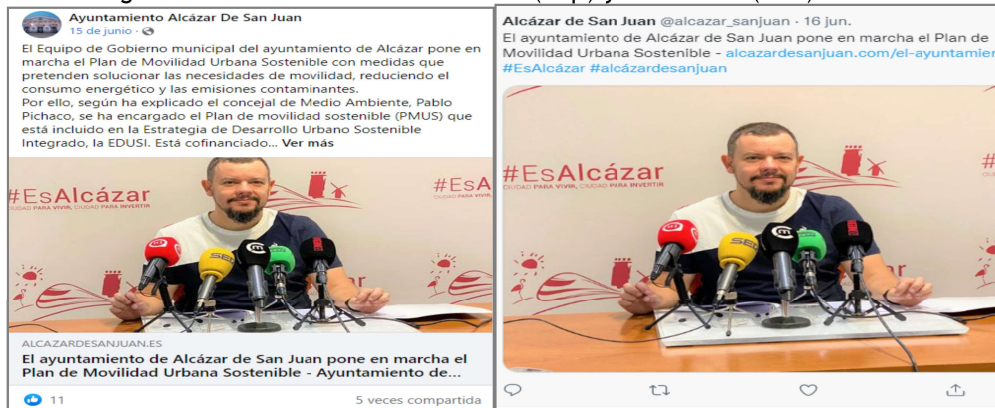 Ayuntamiento Alcázar De San Juan
15 de junio ·
El Equipo de Gobierno municipal del ayuntamiento de Alcázar pone en
marcha el Plan de Movilidad Urbana Sostenible con medidas que
pretenden solucionar las necesidades de movilidad, reduciendo el
consumo energético y las emisiones contaminantes.
Por ello, según ha explicado el concejal de Medio Ambiente, Pablo
Pichaco, se ha encargado el Plan de movilidad sostenible (PMUS) que
está incluido en la Estrategia de Desarrollo Urbano Sostenible
Integrado, la EDUSI. Está cofinanciado... Ver más
#EsAlcázar
CIUDAD PARA VIVIR, CIUDAD PARA INVERTIR
#EsA
SER
ALCAZARDESANJUAN.ES
El ayuntamiento de Alcázar de San Juan pone en marcha el
Plan de Movilidad Urbana Sostenible - Ayuntamiento de...
11
5 veces compartida
Alcázar de San Juan @alcazar_sanjuan · 16 jun.
El ayuntamiento de Alcázar de San Juan pone en marcha el Plan de
Movilidad Urbana Sostenible - alcazardesanjuan.com/el-ayuntamien
#EsAlcázar #alcázardesanjuan
#EsAlcázar
CIUDAD PARA VIVIR, CIUDAD PARA INVERTIR
#E
SER